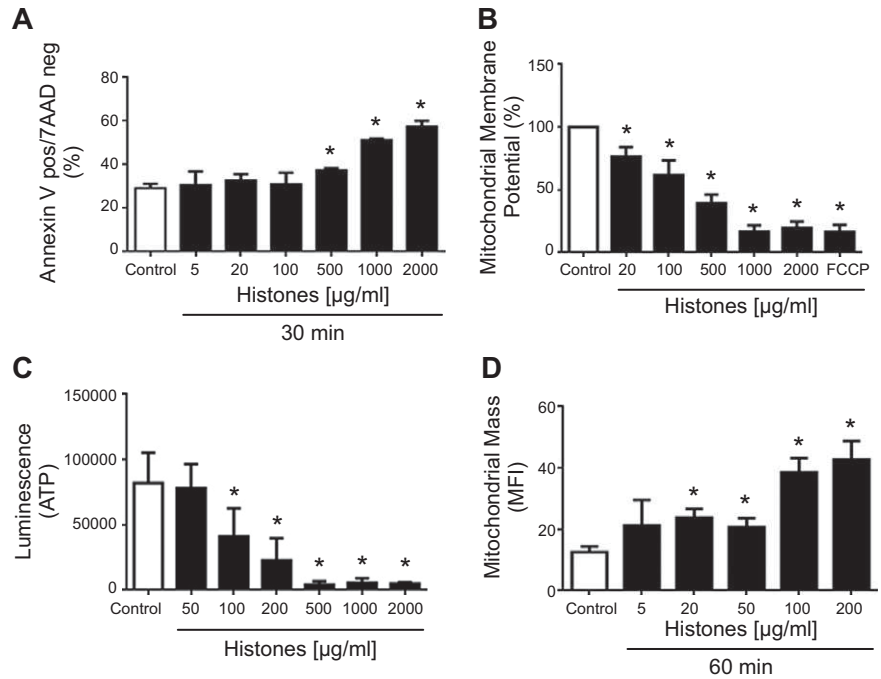 A
Annexin V pos/7AAD neg
(%)
80
60
40
20
0
* * *
Control 5 20 100 500 1000 2000
Histones [µg/ml]
30 min
B
Mitochondrial Membrane
Potential (%)
150
100
50
0
* * * * * *
Control 20 100 500 1000 2000 FCCP
Histones [µg/ml]
C
Luminescence
(ATP)
150000
100000
50000
0
* * * * *
Control 50 100 200 500 1000 2000
Histones [µg/ml]
D
Mitochondrial Mass
(MFI)
60
40
20
0
* * * *
Control 5 20 50 100 200
Histones [µg/ml]
60 min